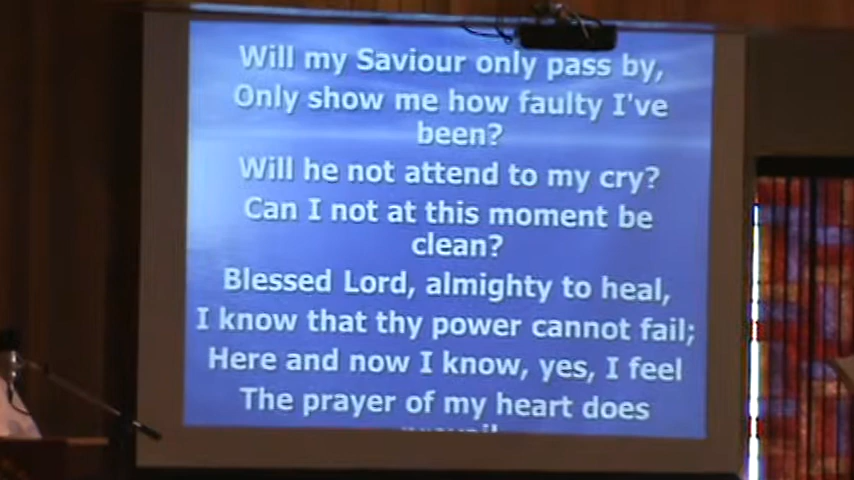 Will my Saviour only pass by,
Only show me how faulty I've
been?
Will he not attend to my cry?
Can I not at this moment be
clean?
Blessed Lord, almighty to heal,
I know that thy power cannot fail;
Here and now I know, yes, I feel
The prayer of my heart does